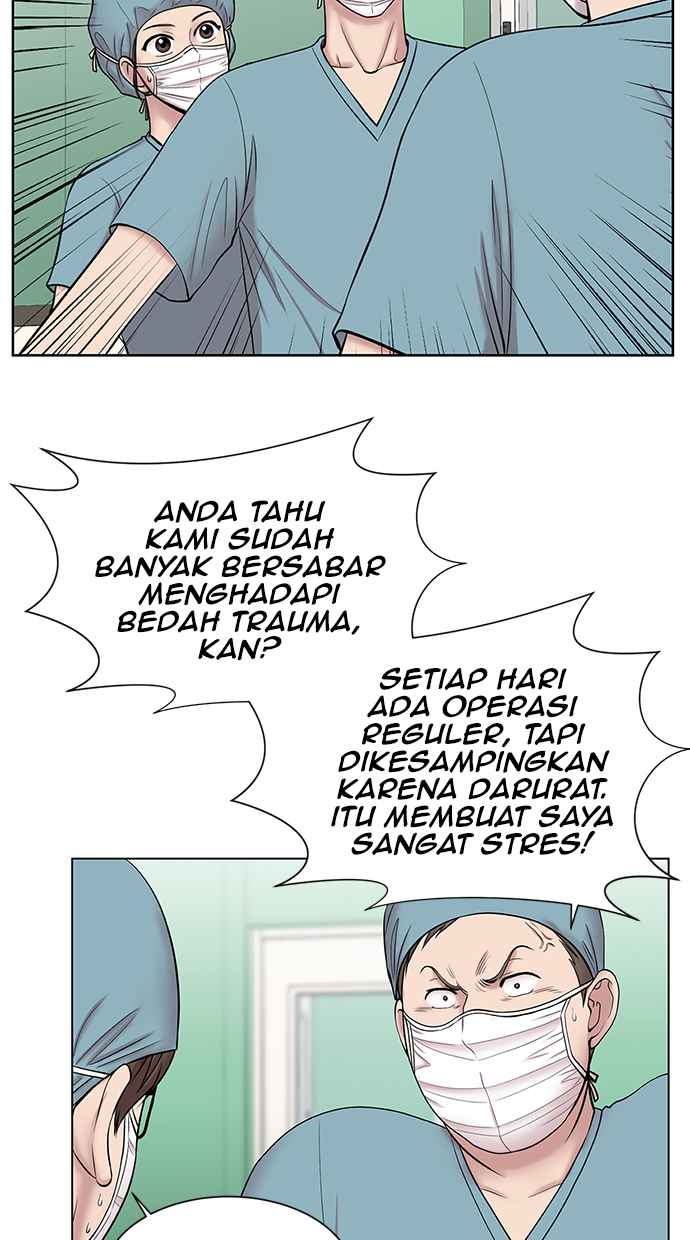 ANDA TAHU
KAMI SUDAH
BANYAK BERSABAR
MENGHADAPI
BEDAH TRAUMA,
KAN?
SETIAP HARI
ADA OPERASI
REGULER, TAPI
DIKESAMPINGKAN
KARENA DARURAT.
ITU MEMBUAT SAYA
SANGAT STRES!